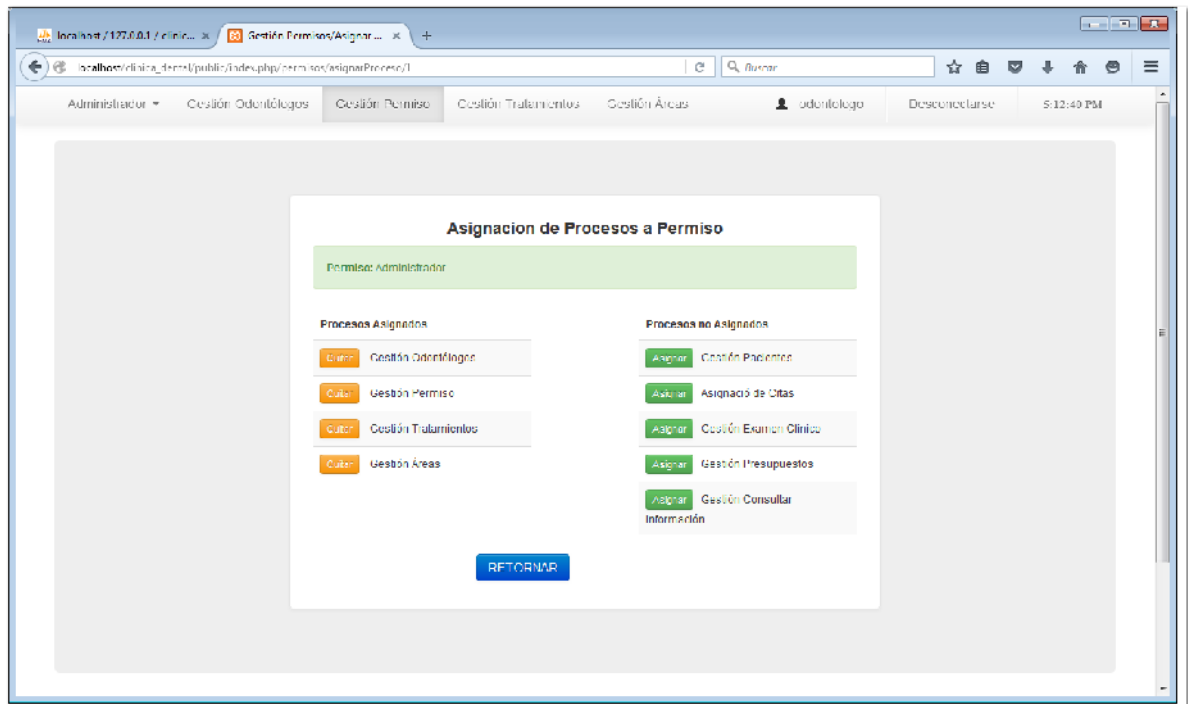 localhost / 127.0.0.1 / clinic... × Gestión Permisos/Asignar ... × +
localhost/clinica_dental/public/index.php/permisos/asignarProceso/1 Buscar
Administrador Gestión Odontólogos Gestión Permiso Gestión Tratamientos Gestión Áreas odontologo Desconectarse 5:12:40 PM
Asignacion de Procesos a Permiso
Permiso: Administrador
Procesos Asignados Procesos no Asignados
Quitar Gestión Odontólogos Asignar Gestión Pacientes
Quitar Gestión Permiso Asignar Asignació de Citas
Quitar Gestión Tratamientos Asignar Gestión Examen Clínico
Quitar Gestión Áreas Asignar Gestión Presupuestos
Asignar Gestión Consultar
Información
RETORNAR